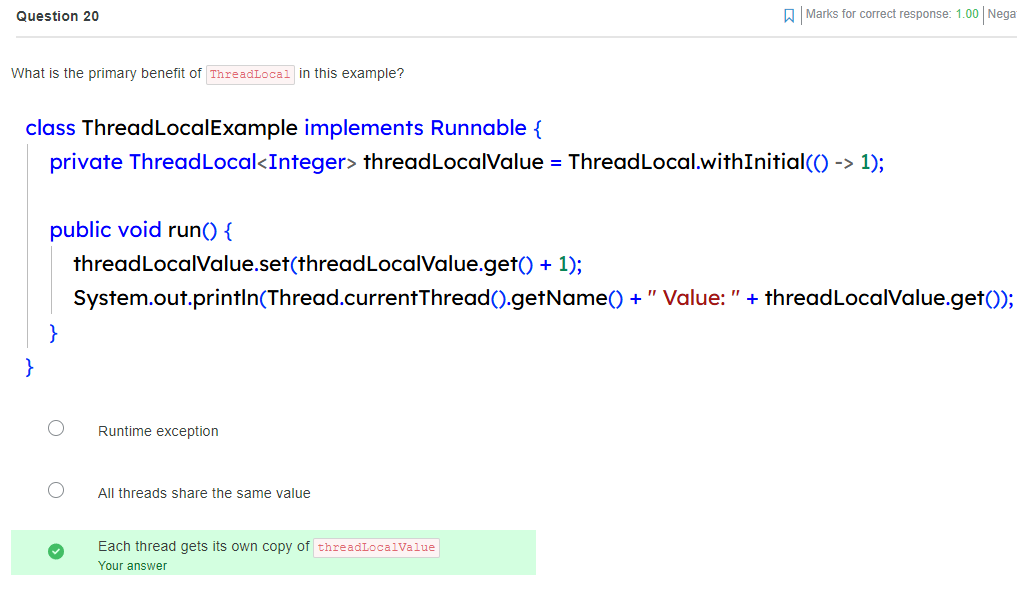 Question 20
Marks for correct response: 1.00
What is the primary benefit of ThreadLocal in this example?
class ThreadLocalExample implements Runnable {
private ThreadLocal<Integer> threadLocalValue = ThreadLocal.withInitial(() -> 1);
public void run() {
threadLocalValue.set(threadLocalValue.get() + 1);
System.out.println(Thread.currentThread().getName() + " Value: " + threadLocalValue.get());
}
}
Runtime exception
All threads share the same value
Each thread gets its own copy of threadLocalValue
Your answer